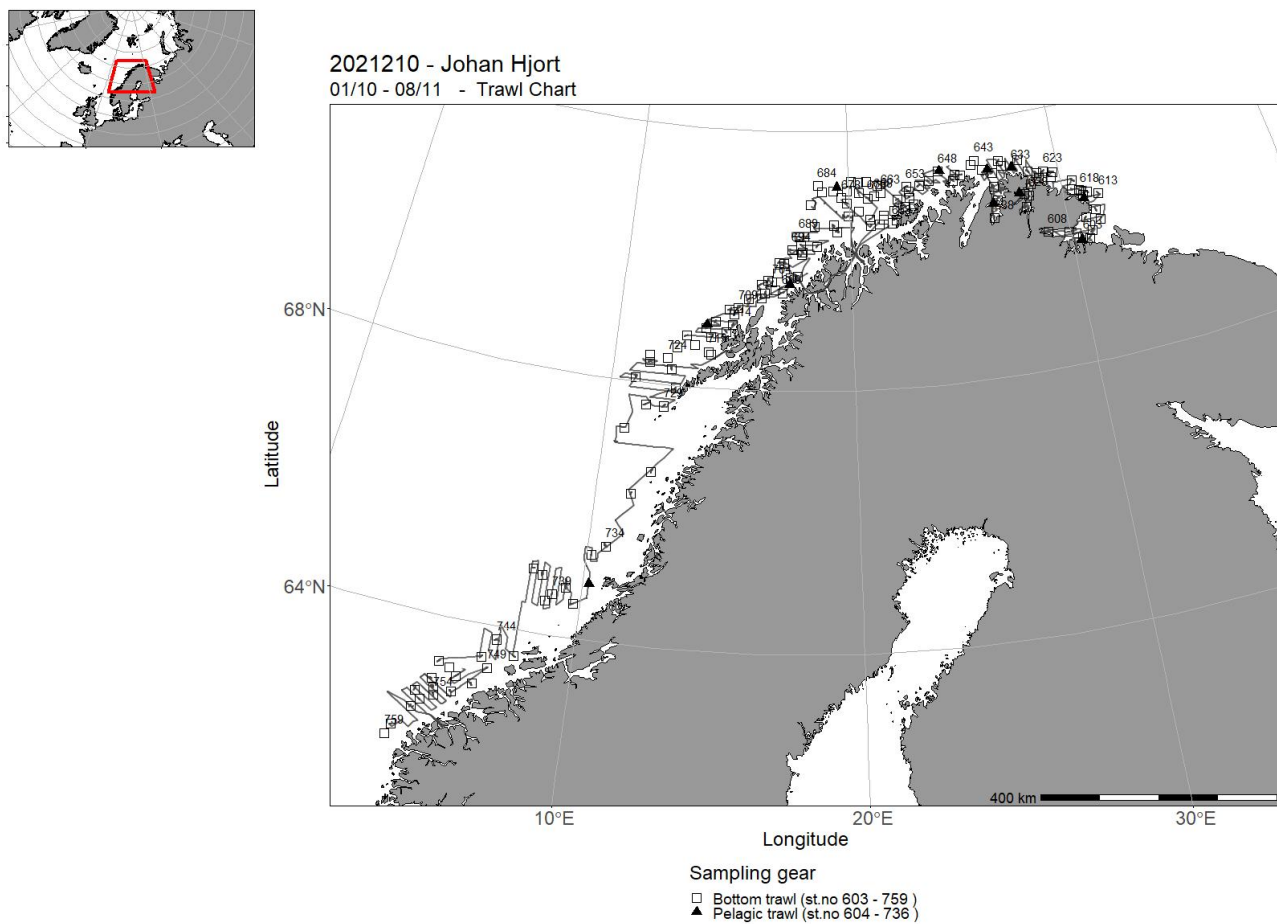 2021210 - Johan Hjort
01/10 - 08/11 - Trawl Chart
643
633
623
648
684
663
653
618
613
608
689
709
714
68°N
724
Latitude
734
64°N
739
744
749
754
759
400 km
10°E
20°E
30°E
Longitude
Sampling gear
Bottom trawl (st.no 603 - 759 )
Pelagic trawl (st.no 604 - 736 )